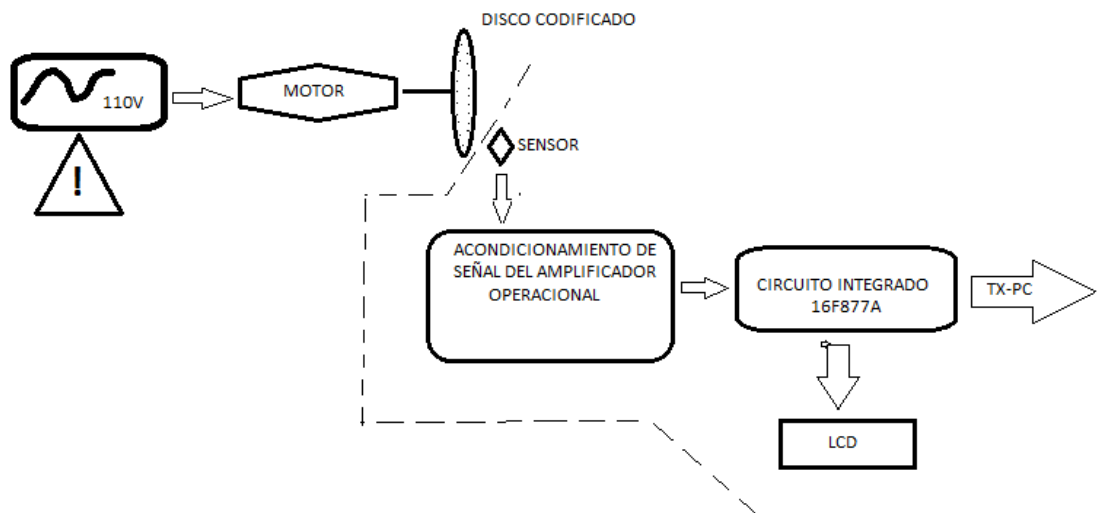 DISCO CODIFICADO
110V
MOTOR
!
SENSOR
ACONDICIONAMIENTO DE
SEÑAL DEL AMPLIFICADOR
OPERACIONAL
CIRCUITO INTEGRADO
16F877A
TX-PC
LCD